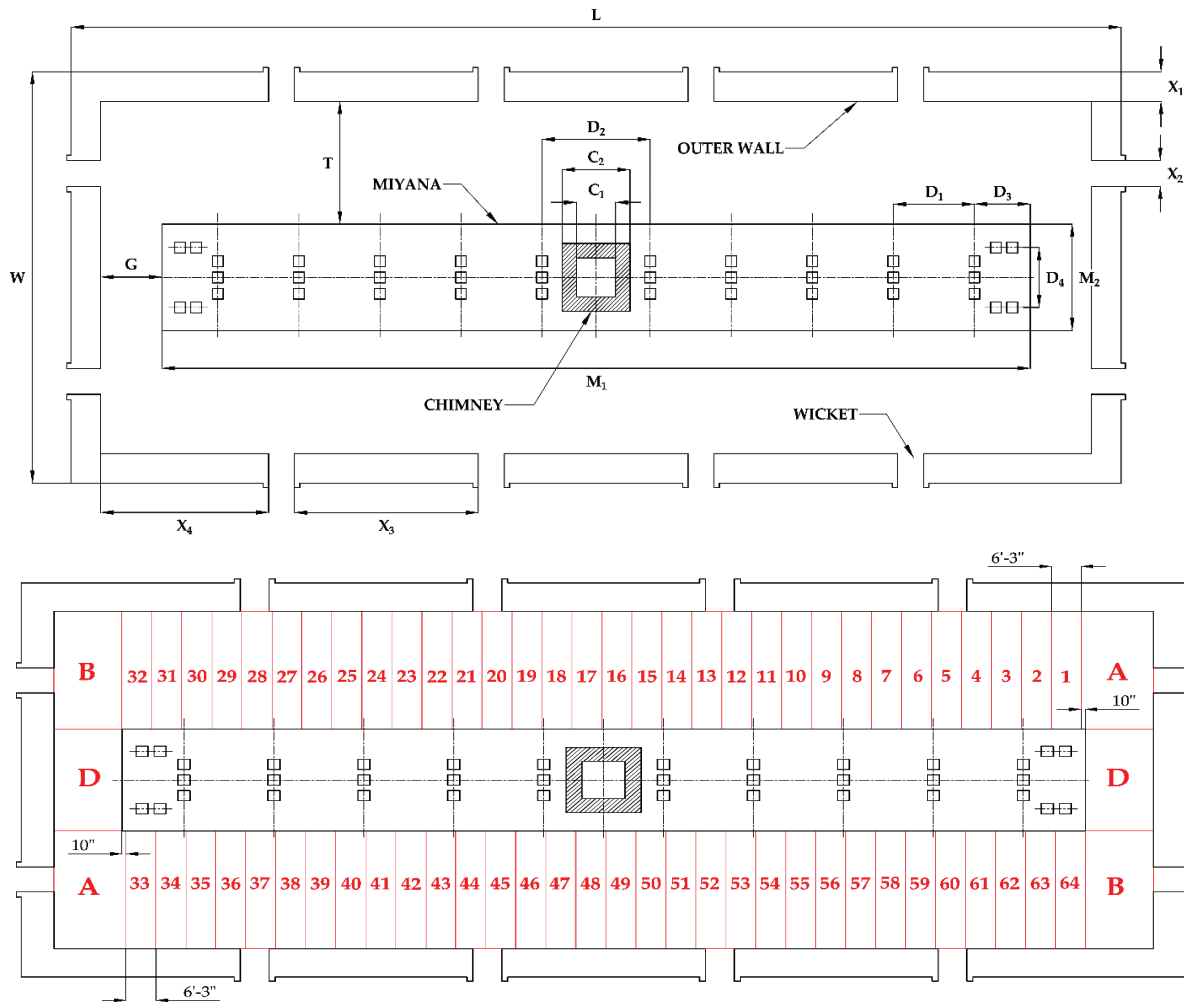 L
X₁
D₂
OUTER WALL
C₂
T
X₂
MIYANA
C₁
D₁ D₃
W
G
D₄
M₂
M₁
CHIMNEY
WICKET
X₄
X₃
6'-3"
B 32 31 30 29 28 27 26 25 24 23 22 21 20 19 18 17 16 15 14 13 12 11 10 9 8 7 6 5 4 3 2 1 A
10"
D D
10"
A 33 34 35 36 37 38 39 40 41 42 43 44 45 46 47 48 49 50 51 52 53 54 55 56 57 58 59 60 61 62 63 64 B
6'-3"